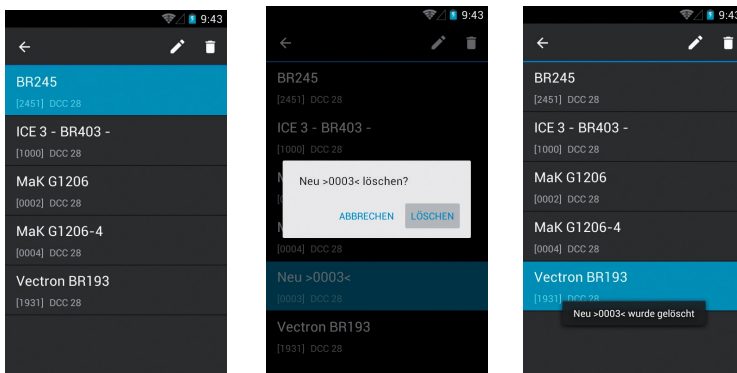 9:43
BR245
[2451] DCC 28
ICE 3 - BR403 -
[1000] DCC 28
MaK G1206
[0002] DCC 28
MaK G1206-4
[0004] DCC 28
Vectron BR193
[1931] DCC 28
9:43
BR245
[2451] DCC 28
ICE 3 - BR403 -
[1000] DCC 28
Neu >0003< löschen?
ABBRECHEN LÖSCHEN
[0004] DCC 28
Neu >0003<
[0003] DCC 28
Vectron BR193
[1931] DCC 28
9:43
BR245
[2451] DCC 28
ICE 3 - BR403 -
[1000] DCC 28
MaK G1206
[0002] DCC 28
MaK G1206-4
[0004] DCC 28
Vectron BR193
[1931] DCC 28
Neu >0003< wurde gelöscht